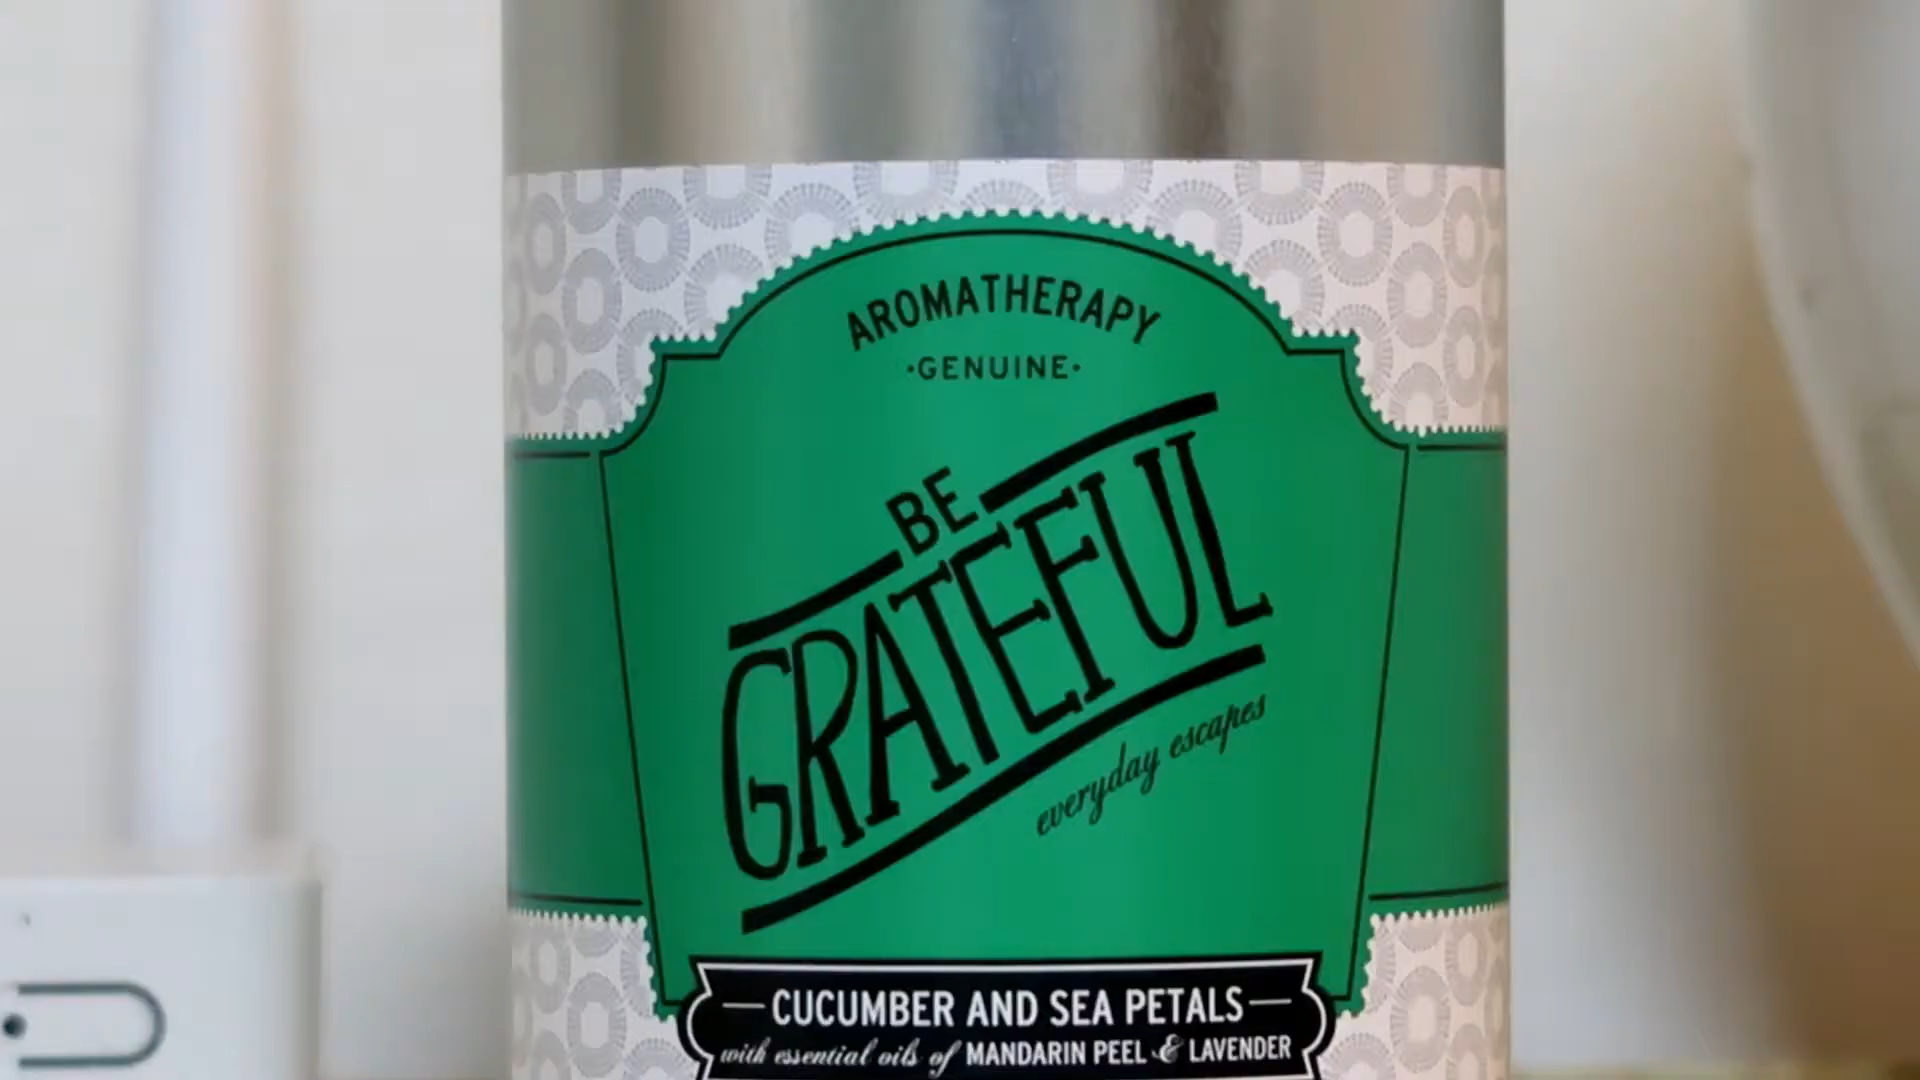 AROMATHERAPY
·GENUINE·
BE
GRATEFUL
everyday escapes
CUCUMBER AND SEA PETALS
with essential oils of MANDARIN PEEL & LAVENDER